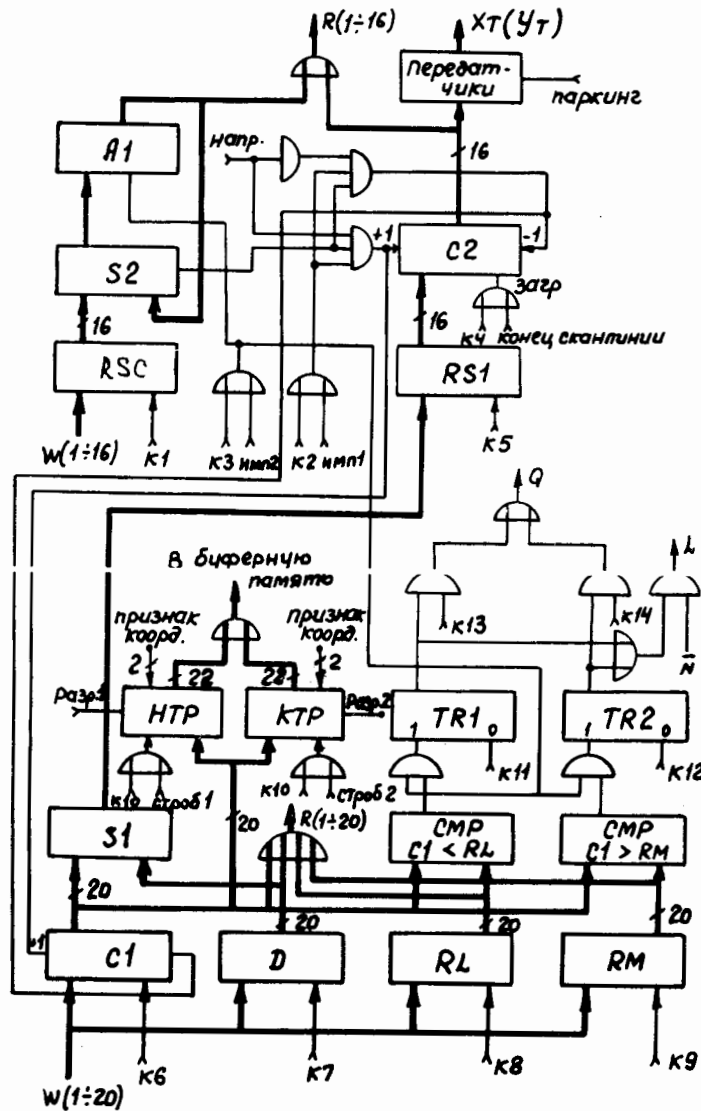 R(1÷16)
XT(УТ)
Передат-
чики
паркинг
A1
напр.
16
+1
-1
C2
S2
загр
16
16
K4 конец скантинии
RSC
RS1
W(1÷16)
K1
K3 имп2
K2 имп1
K5
Q
В буферную
память
L
признак
коорд.
признак
коорд.
K13
K14
N̅
2
22
22
2
Разр1
НТР
КТР
Разр2
TR1
1
0
TR2
1
0
K10
строб1
K10
строб2
K11
K12
R(1÷20)
S1
20
CMP
C1 < RL
CMP
C1 > RM
20
20
20
20
+1
C1
D
RL
RM
K6
K7
K8
K9
W(1÷20)